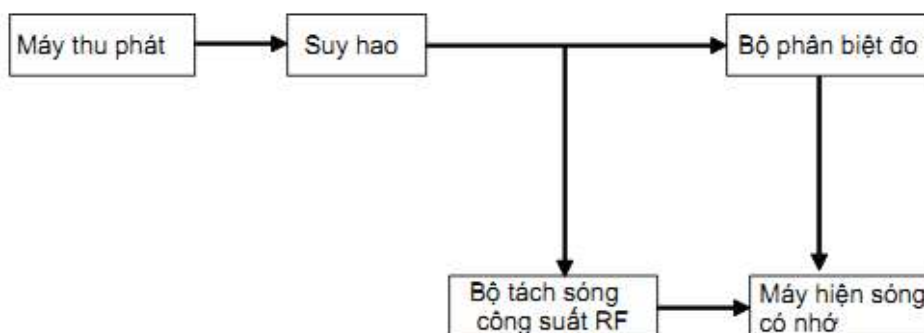 Máy thu phát
Suy hao
Bộ phân biệt đo
Bộ tách sóng
công suất RF
Máy hiện sóng
có nhớ